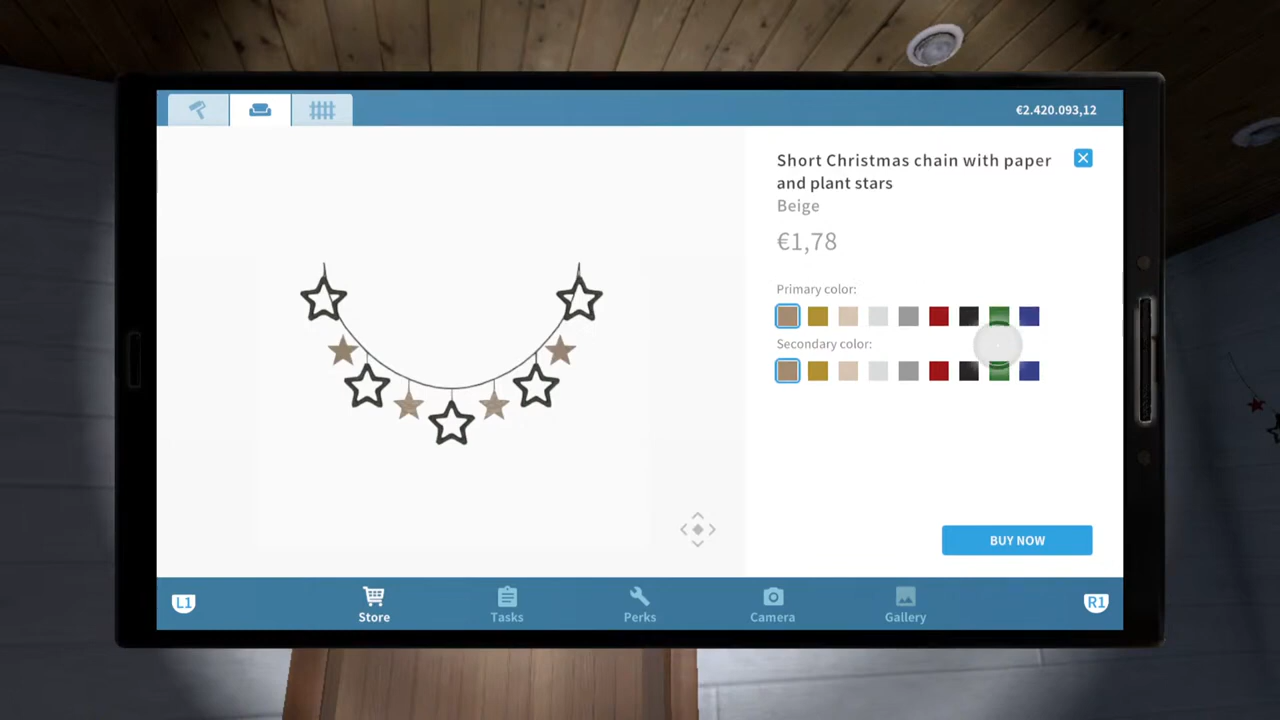 €2.420.093,12
Short Christmas chain with paper
and plant stars
Beige
€1,78
Primary color:
Secondary color:
BUY NOW
L1
Store
Tasks
Perks
Camera
Gallery
R1